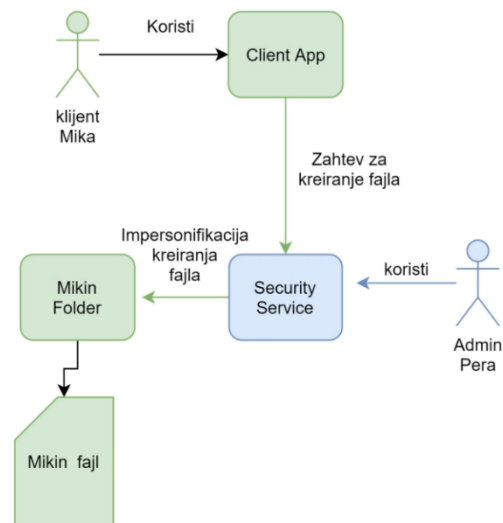 Koristi
Client App
klijent
Mika
Zahtev za
kreiranje fajla
Impersonifikacija
kreiranja
fajla
Mikin
Folder
Security
Service
koristi
Admin
Pera
Mikin fajl